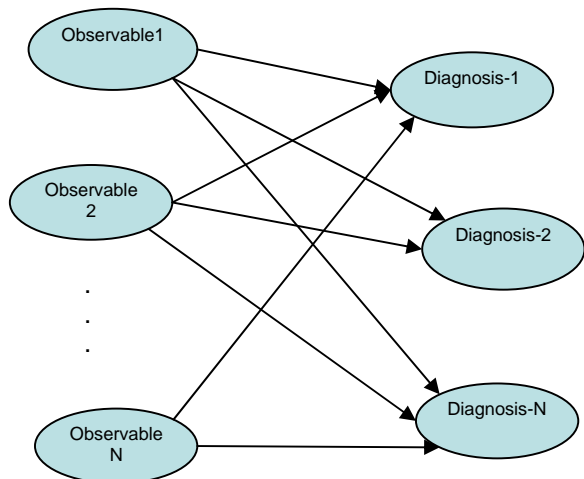 Observable1
Diagnosis-1
Observable
2
Diagnosis-2
.
.
.
Diagnosis-N
Observable
N